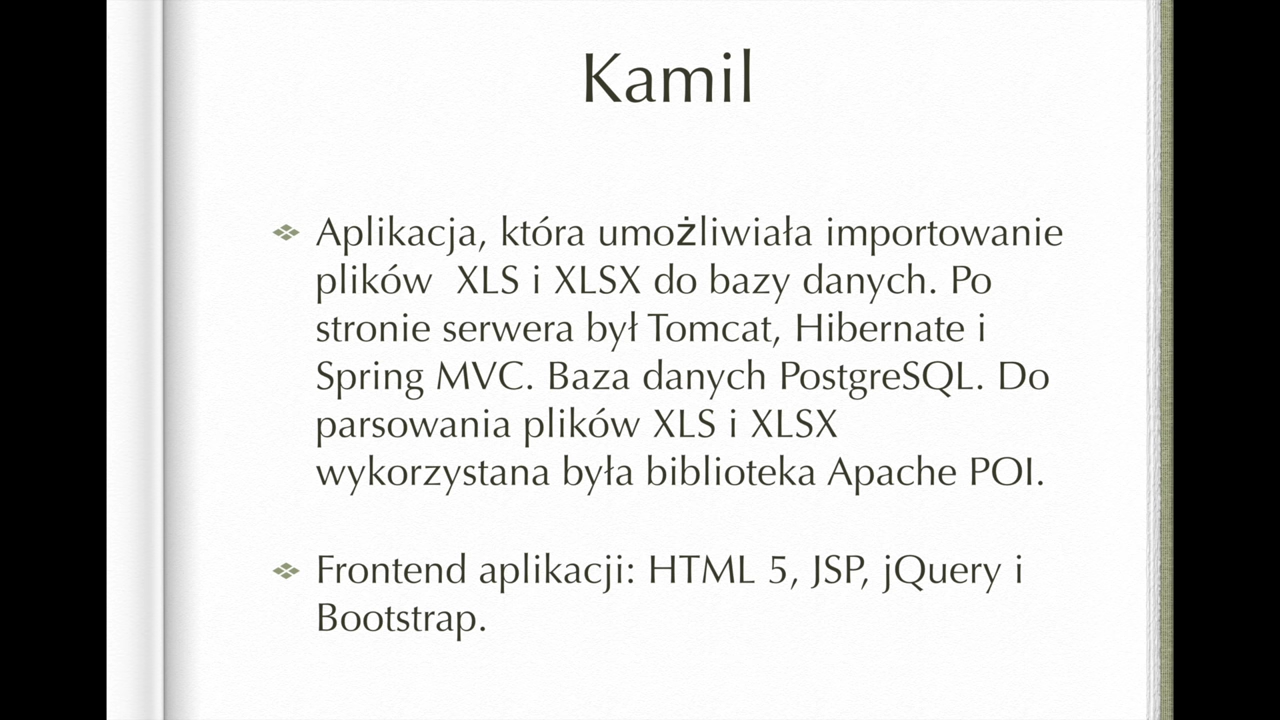 Kamil
Aplikacja, która umożliwiała importowanie
plików XLS i XLSX do bazy danych. Po
stronie serwera był Tomcat, Hibernate i
Spring MVC. Baza danych PostgreSQL. Do
parsowania plików XLS i XLSX
wykorzystana była biblioteka Apache POI.
Frontend aplikacji: HTML 5, JSP, jQuery i
Bootstrap.